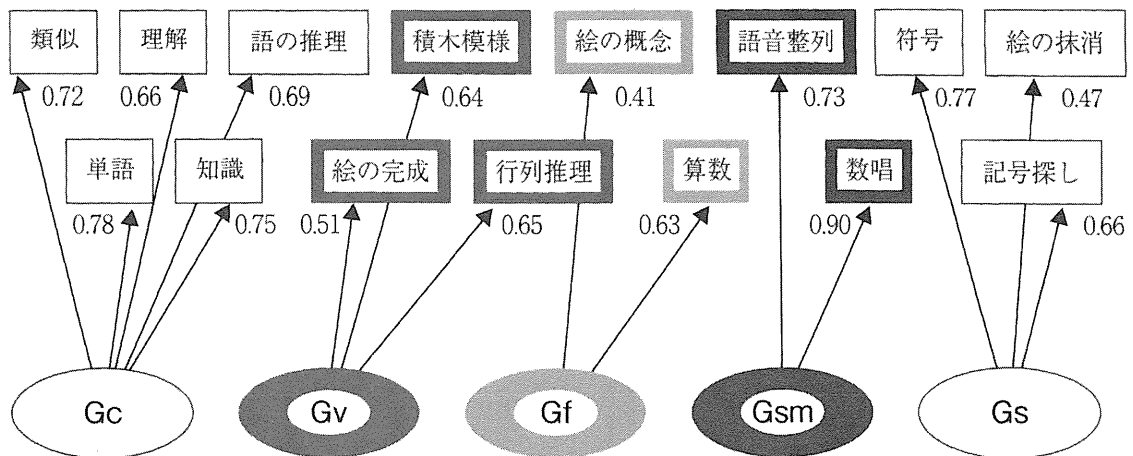 類似 理解 語の推理 積木模様 絵の概念 語音整列 符号 絵の抹消
0.72 0.66 0.69 0.64 0.41 0.73 0.77 0.47
単語 知識 絵の完成 行列推理 算数 数唱 記号探し
0.78 0.75 0.51 0.65 0.63 0.90 0.66
Gc Gv Gf Gsm Gs